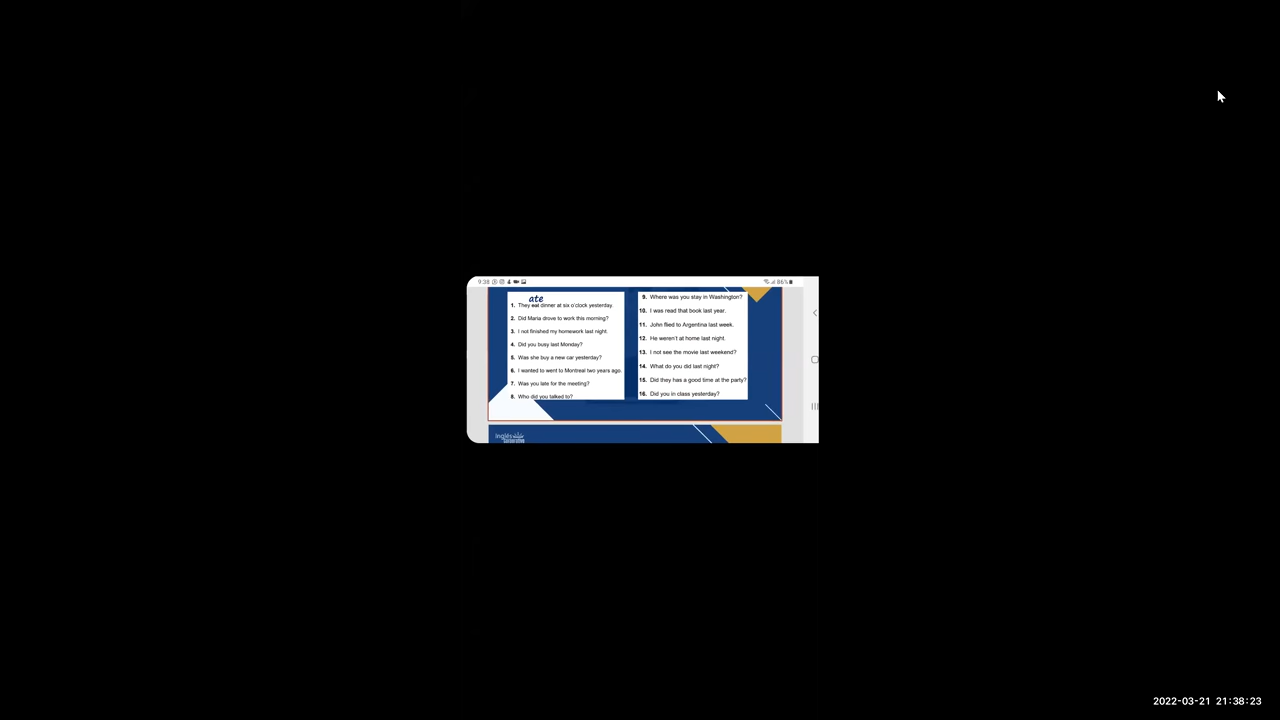 9:38
86%
ate
1. They eat dinner at six o'clock yesterday.
2. Did Maria drove to work this morning?
3. I not finished my homework last night.
4. Did you busy last Monday?
5. Was she buy a new car yesterday?
6. I wanted to went to Montreal two years ago.
7. Was you late for the meeting?
8. Who did you talked to?
9. Where was you stay in Washington?
10. I was read that book last year.
11. John flied to Argentina last week.
12. He weren't at home last night.
13. I not see the movie last weekend?
14. What do you did last night?
15. Did they has a good time at the party?
16. Did you in class yesterday?
Inglés
2022-03-21 21:38:23